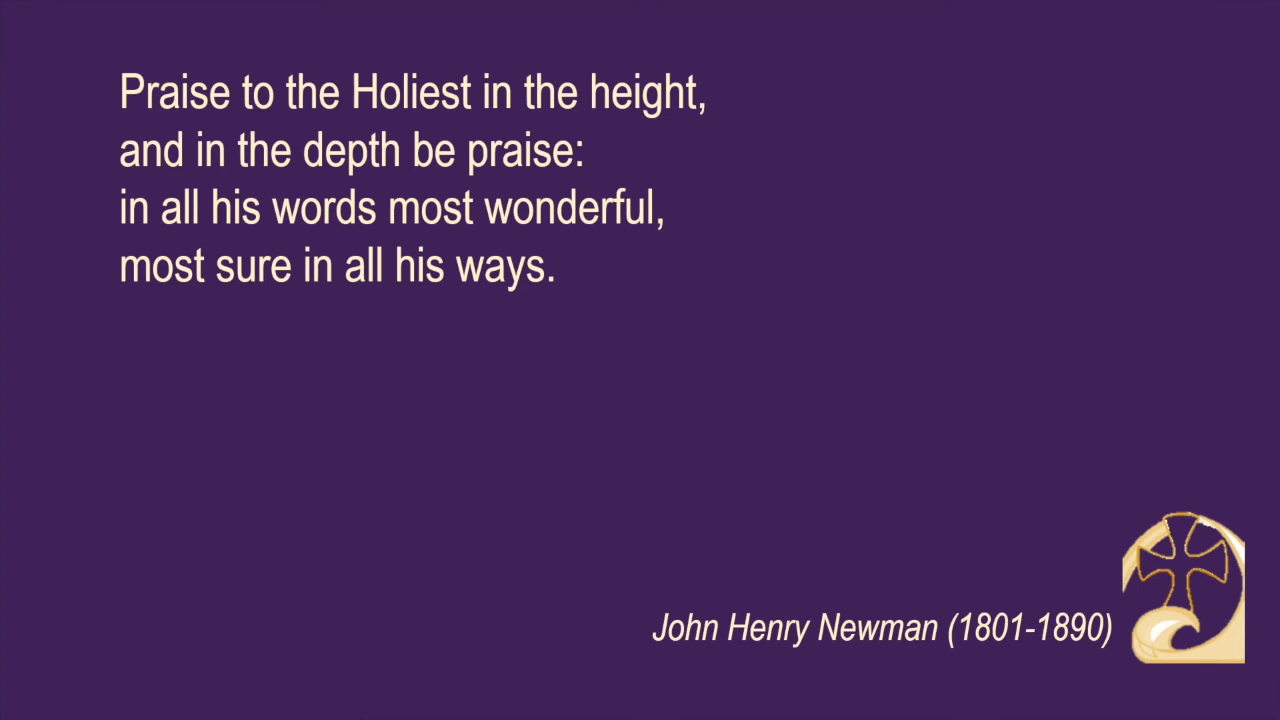 Praise to the Holiest in the height,
and in the depth be praise:
in all his words most wonderful,
most sure in all his ways.
John Henry Newman (1801-1890)